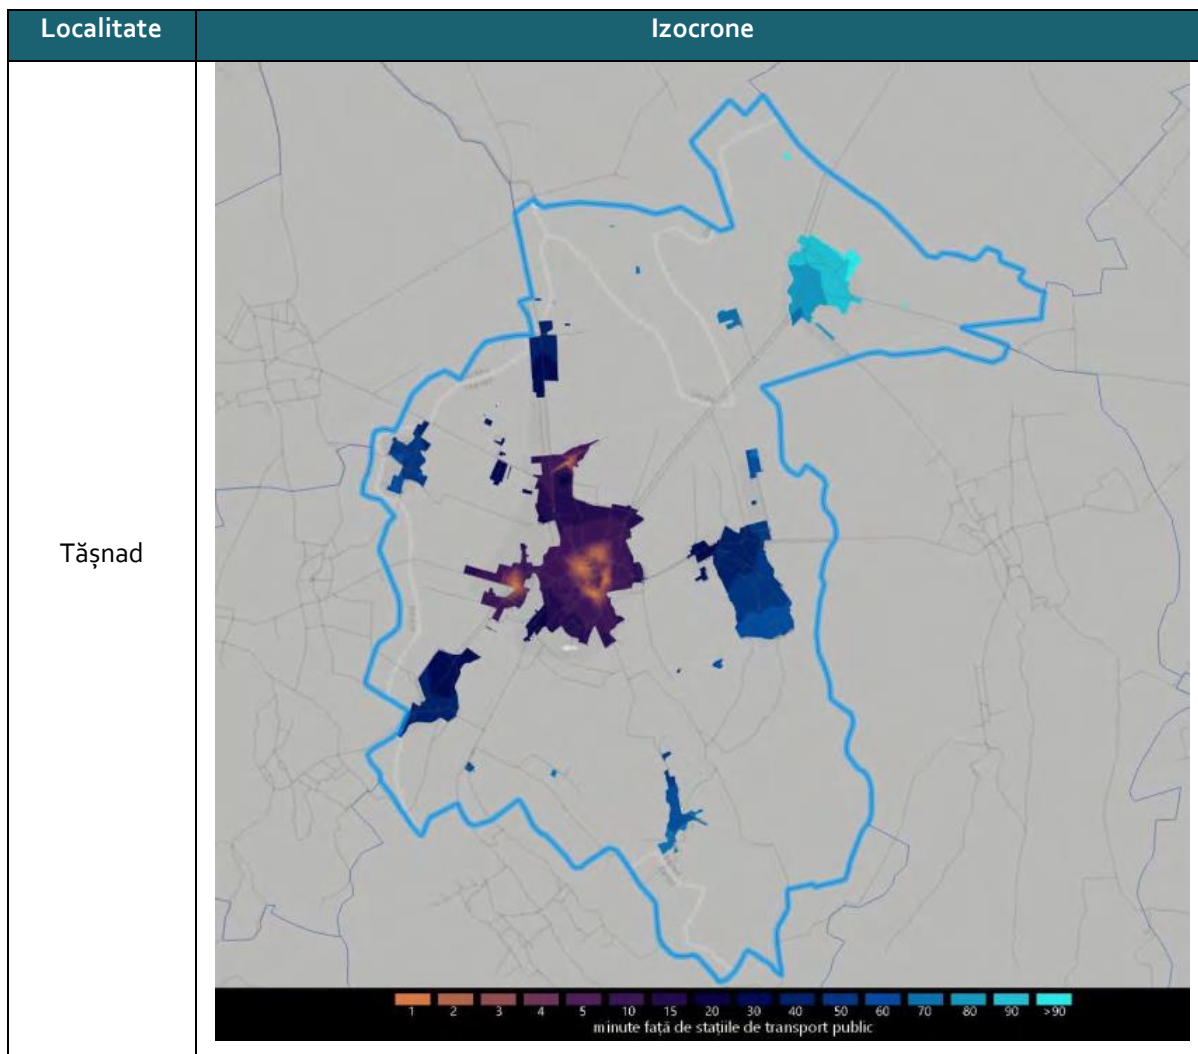 Localitate
Izocrone
Tășnad
1 2 3 4 5 10 15 20 30 40 50 60 70 80 90 >90
minute față de stațiile de transport public